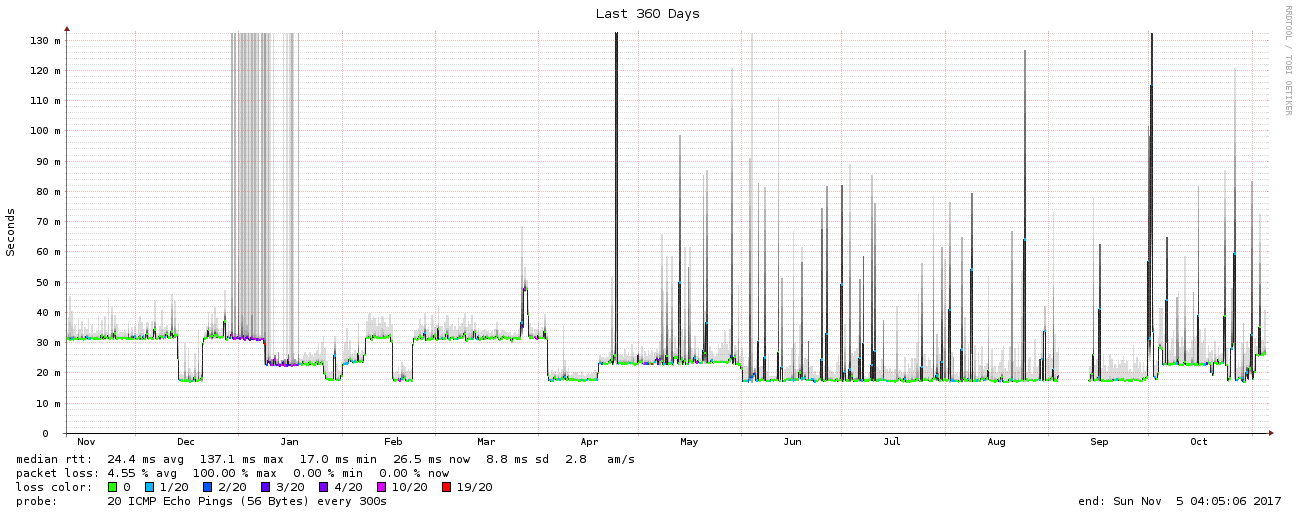 Last 360 Days
RRDTOOL / TOBI OETIKER
Seconds
130 m
120 m
110 m
100 m
90 m
80 m
70 m
60 m
50 m
40 m
30 m
20 m
10 m
0
Nov Dec Jan Feb Mar Apr May Jun Jul Aug Sep Oct
median rtt: 24.4 ms avg 137.1 ms max 17.0 ms min 26.5 ms now 8.8 ms sd 2.8 am/s
packet loss: 4.55 % avg 100.00 % max 0.00 % min 0.00 % now
loss color: 0 1/20 2/20 3/20 4/20 10/20 19/20
probe: 20 ICMP Echo Pings (56 Bytes) every 300s end: Sun Nov 5 04:05:06 2017